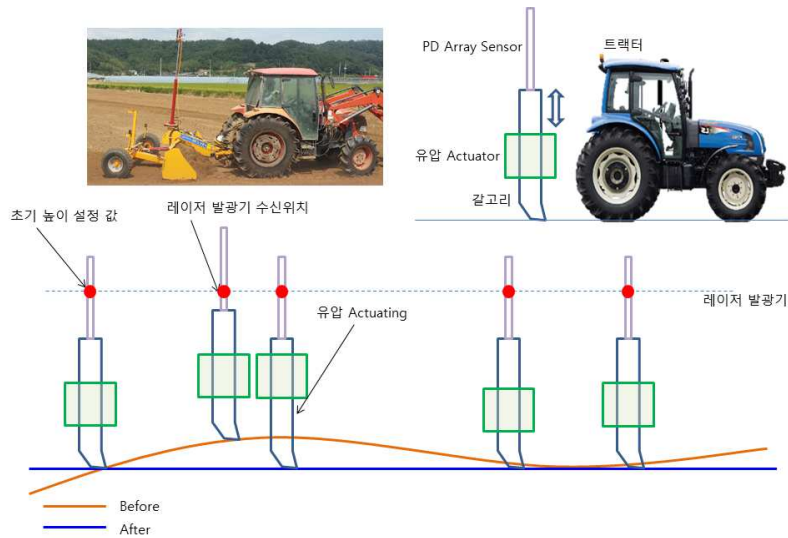 PD Array Sensor
트랙터
유압 Actuator
갈고리
초기 높이 설정 값
레이저 발광기 수신위치
유압 Actuating
레이저 발광기
Before
After